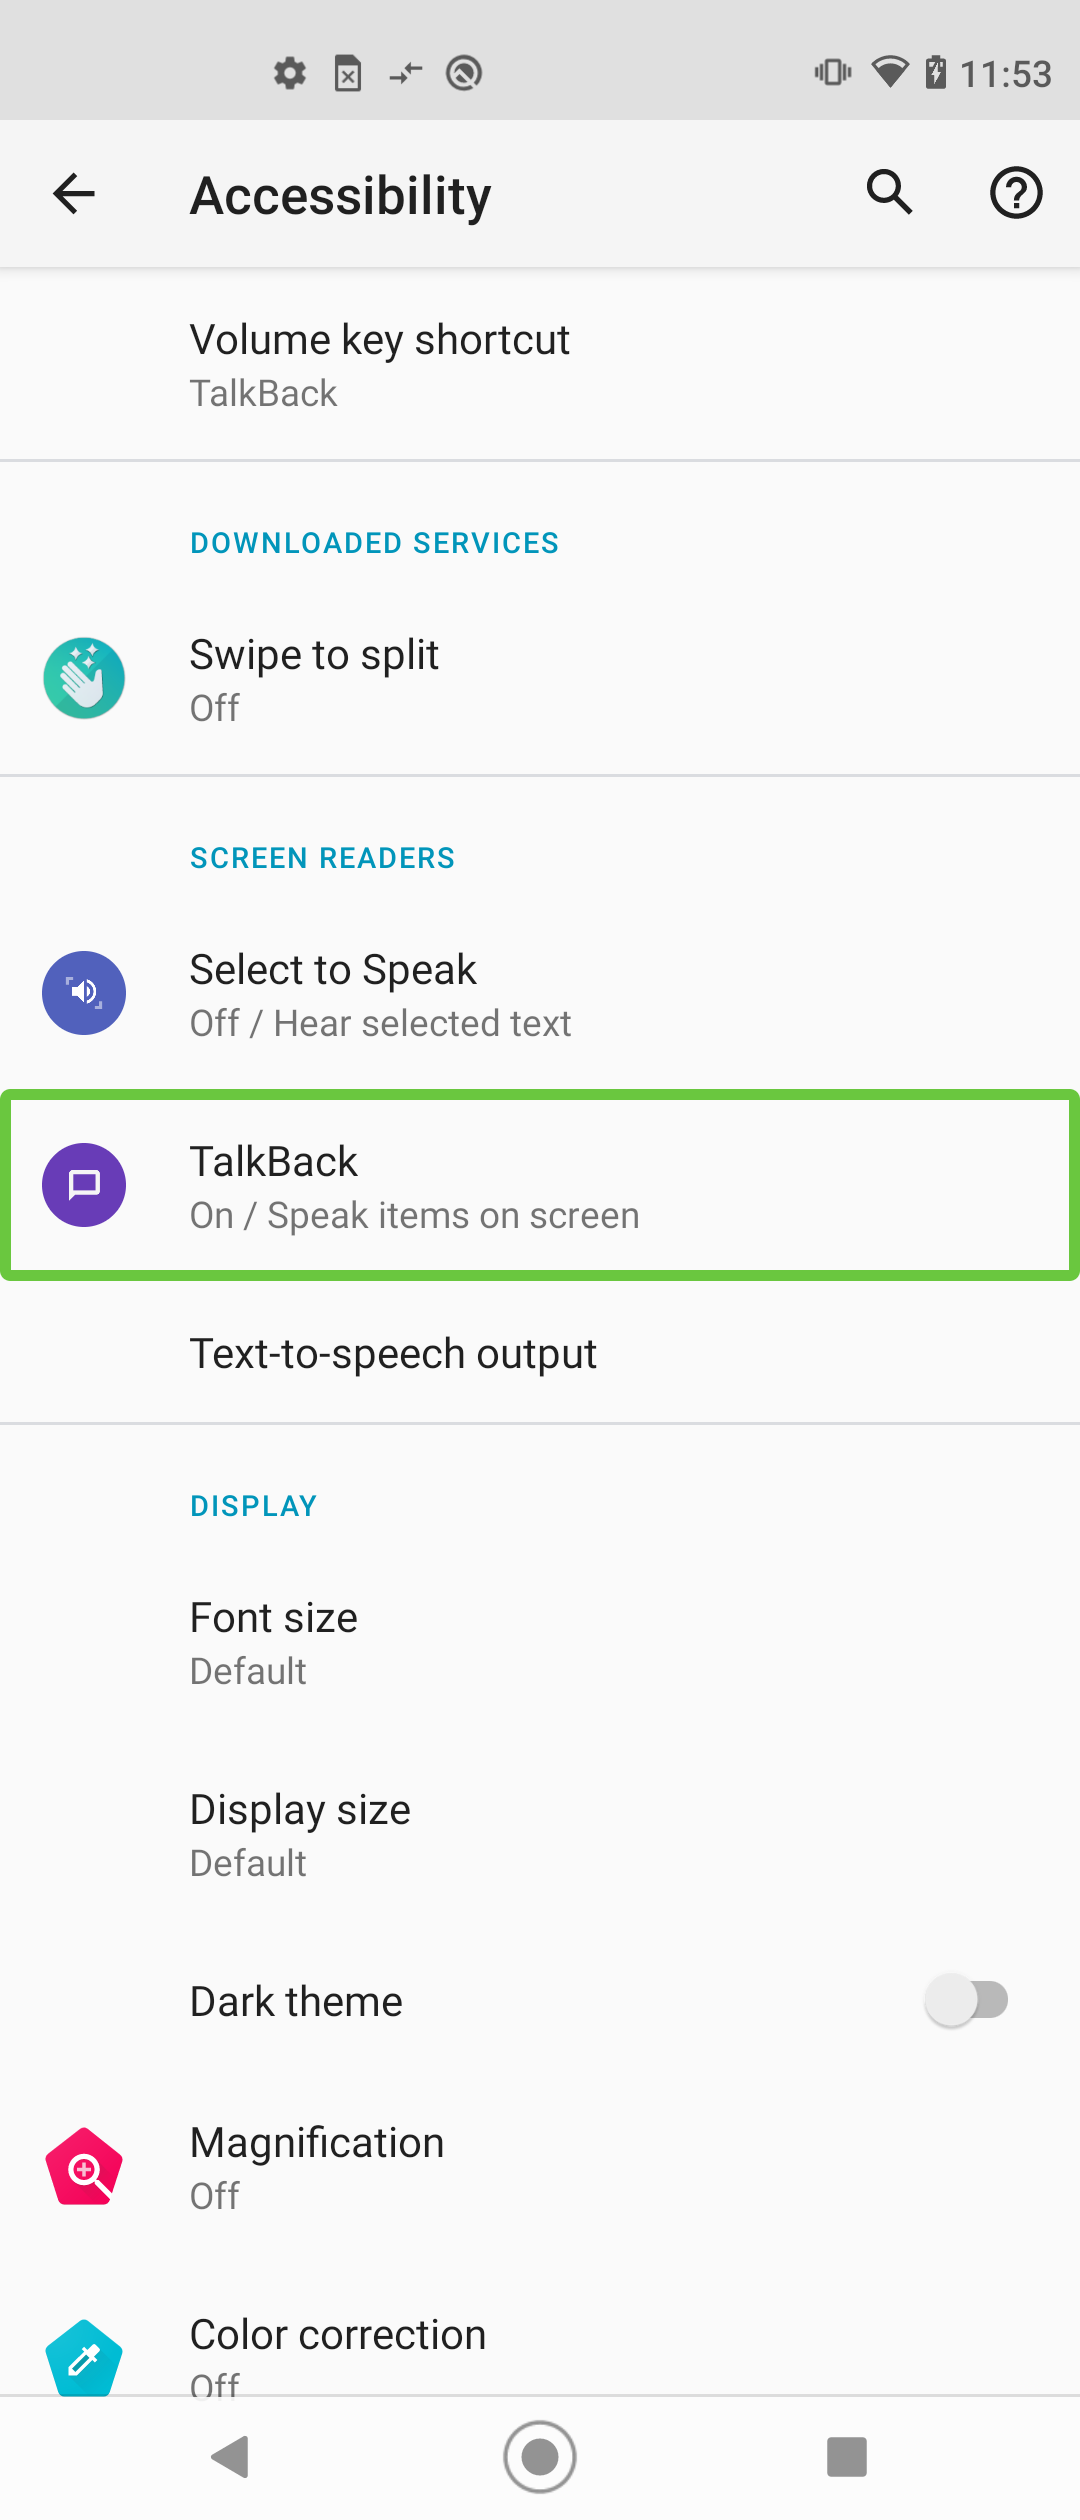 11:53
Accessibility
Volume key shortcut
TalkBack
DOWNLOADED SERVICES
Swipe to split
Off
SCREEN READERS
Select to Speak
Off / Hear selected text
TalkBack
On / Speak items on screen
Text-to-speech output
DISPLAY
Font size
Default
Display size
Default
Dark theme
Magnification
Off
Color correction
Off